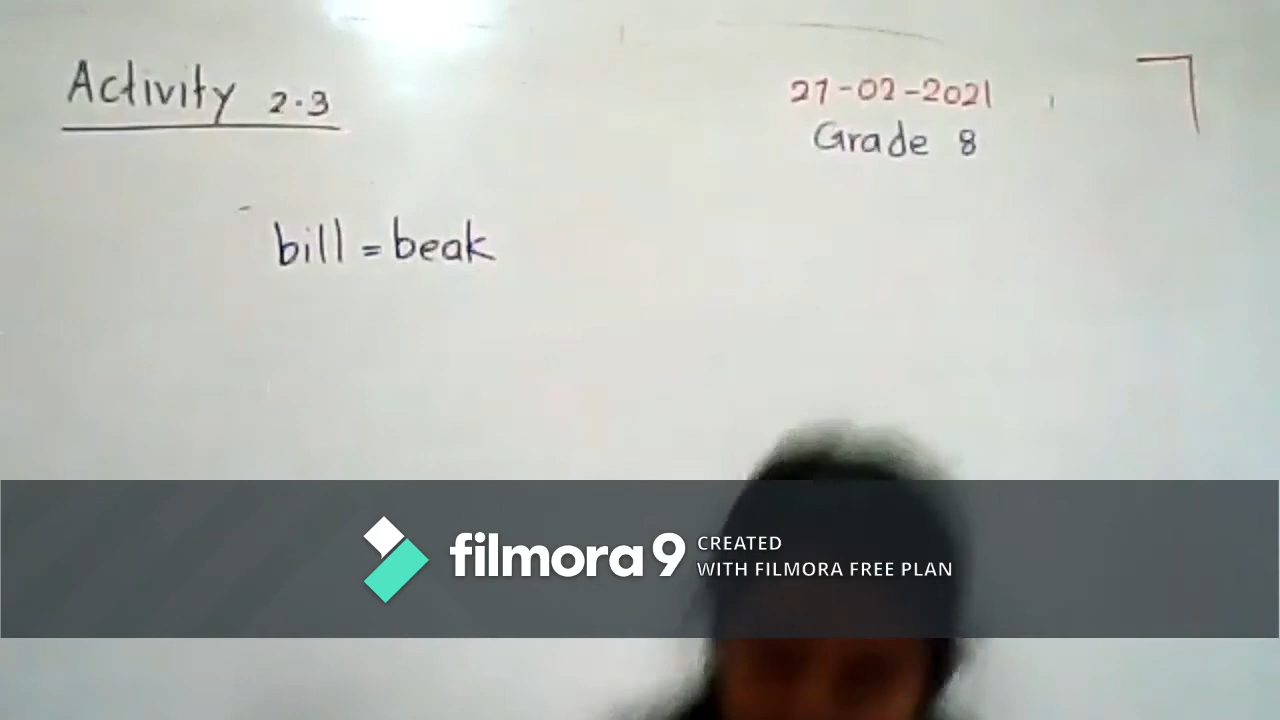 Activity 2.3
27-02-2021
Grade 8
bill = beak
filmora 9
CREATED
WITH FILMORA FREE PLAN